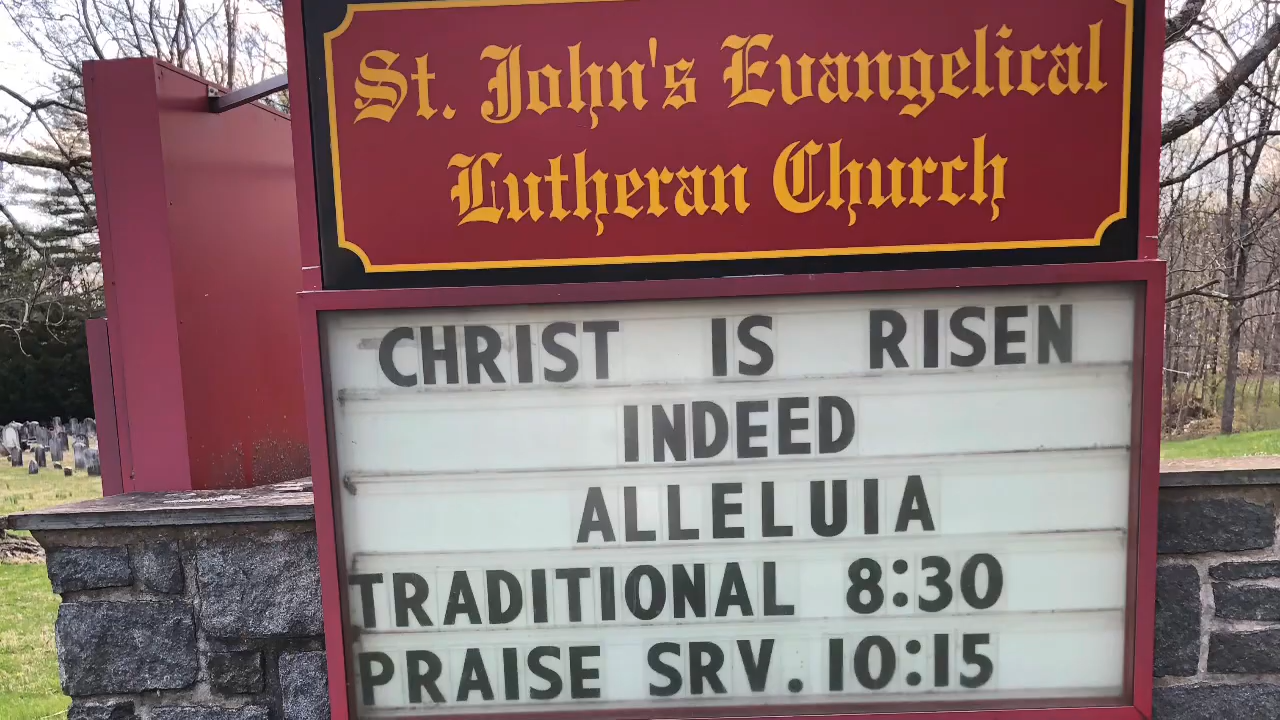 St. John's Evangelical
Lutheran Church
CHRIST IS RISEN
INDEED
ALLELUIA
TRADITIONAL 8:30
PRAISE SRV. 10:15